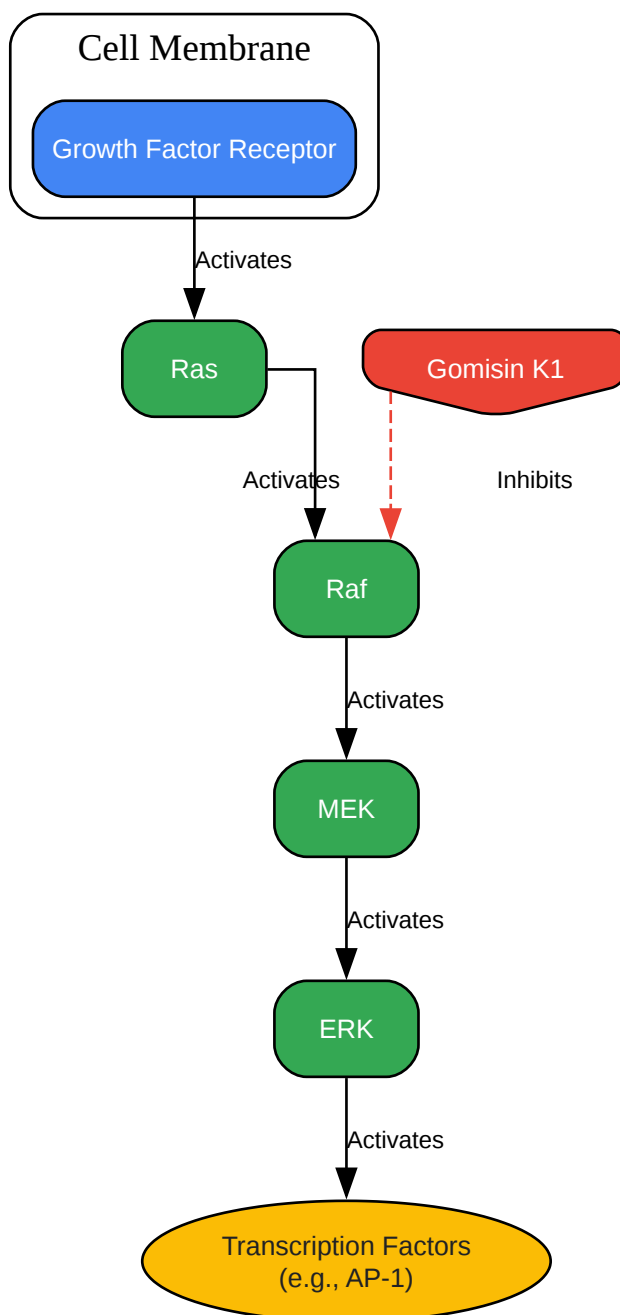 Cell Membrane
Growth Factor Receptor
Activates
Ras
Gomisin K1
Activates
Inhibits
Raf
Activates
MEK
Activates
ERK
Activates
Transcription Factors
(e.g., AP-1)